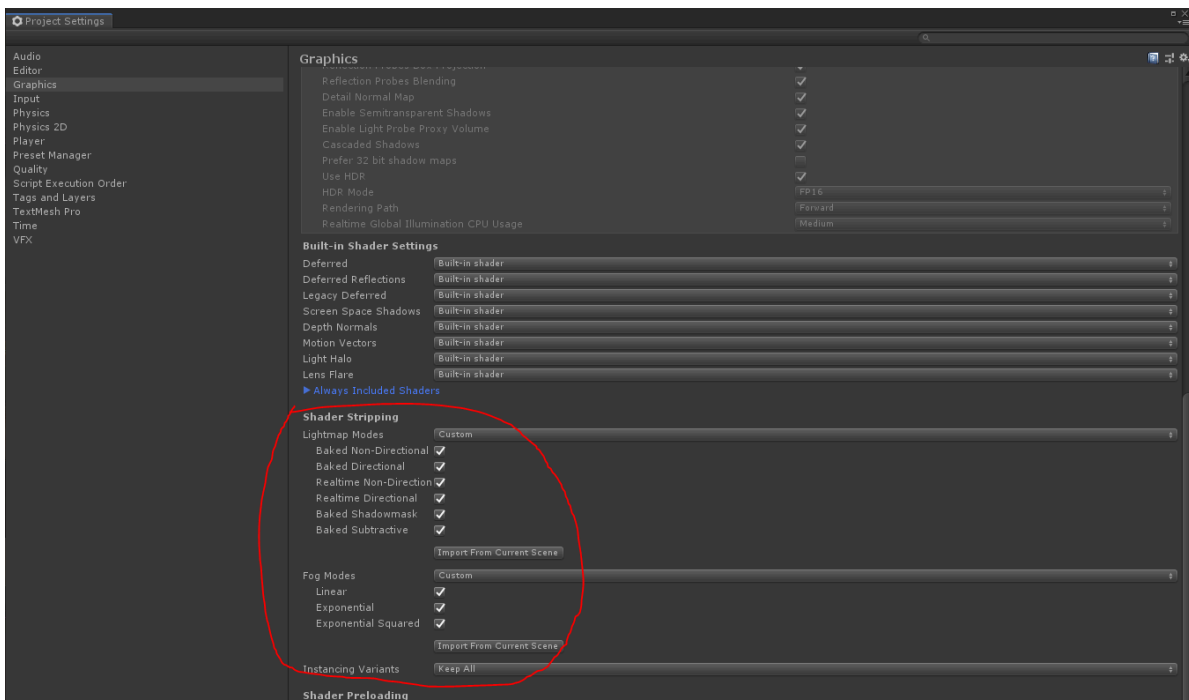 Project Settings
Audio
Editor
Graphics
Input
Physics
Physics 2D
Player
Preset Manager
Quality
Script Execution Order
Tags and Layers
TextMesh Pro
Time
VFX
Graphics
Reflection Probes Box Projection
Reflection Probes Blending
Detail Normal Map
Enable Semitransparent Shadows
Enable Light Probe Proxy Volume
Cascaded Shadows
Prefer 32 bit shadow maps
Use HDR
HDR Mode FP16
Rendering Path Forward
Realtime Global Illumination CPU Usage Medium
Built-in Shader Settings
Deferred Built-in shader
Deferred Reflections Built-in shader
Legacy Deferred Built-in shader
Screen Space Shadows Built-in shader
Depth Normals Built-in shader
Motion Vectors Built-in shader
Light Halo Built-in shader
Lens Flare Built-in shader
Always Included Shaders
Shader Stripping
Lightmap Modes Custom
Baked Non-Directional
Baked Directional
Realtime Non-Direction
Realtime Directional
Baked Shadowmask
Baked Subtractive
Import From Current Scene
Fog Modes Custom
Linear
Exponential
Exponential Squared
Import From Current Scene
Instancing Variants Keep All
Shader Preloading